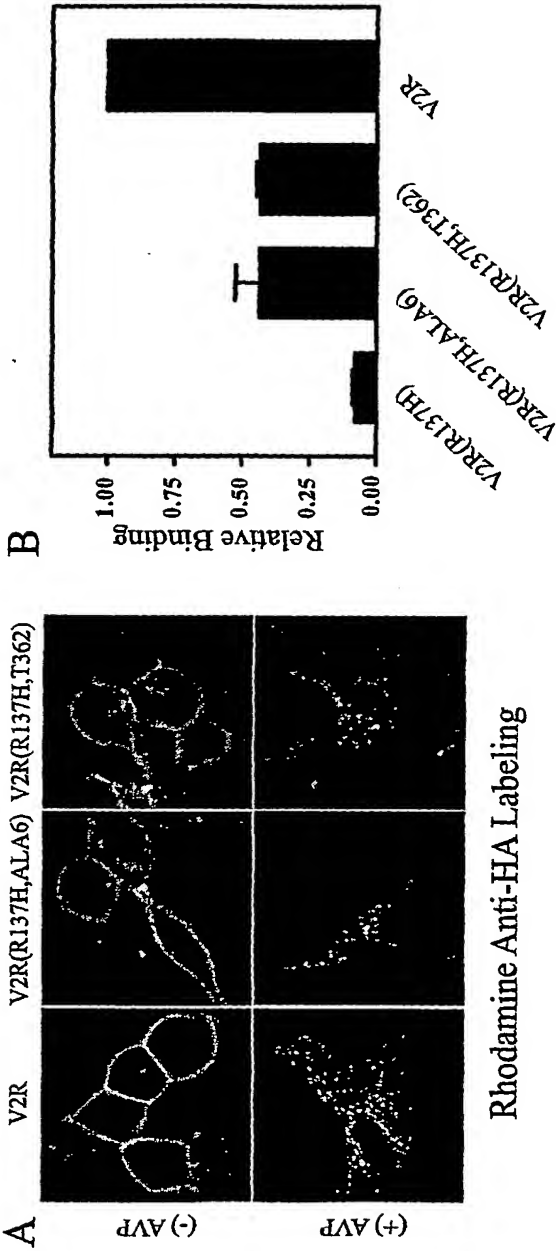 A
V2R
V2R(R137H,ALA6)
V2R(R137H,T362)
(-) AVP
(+) AVP
Rhodamine Anti-HA Labeling
B
Relative Binding
1.00
0.75
0.50
0.25
0.00
V2R(R137H)
V2R(R137H,ALA6)
V2R(R137H,T362)
V2R